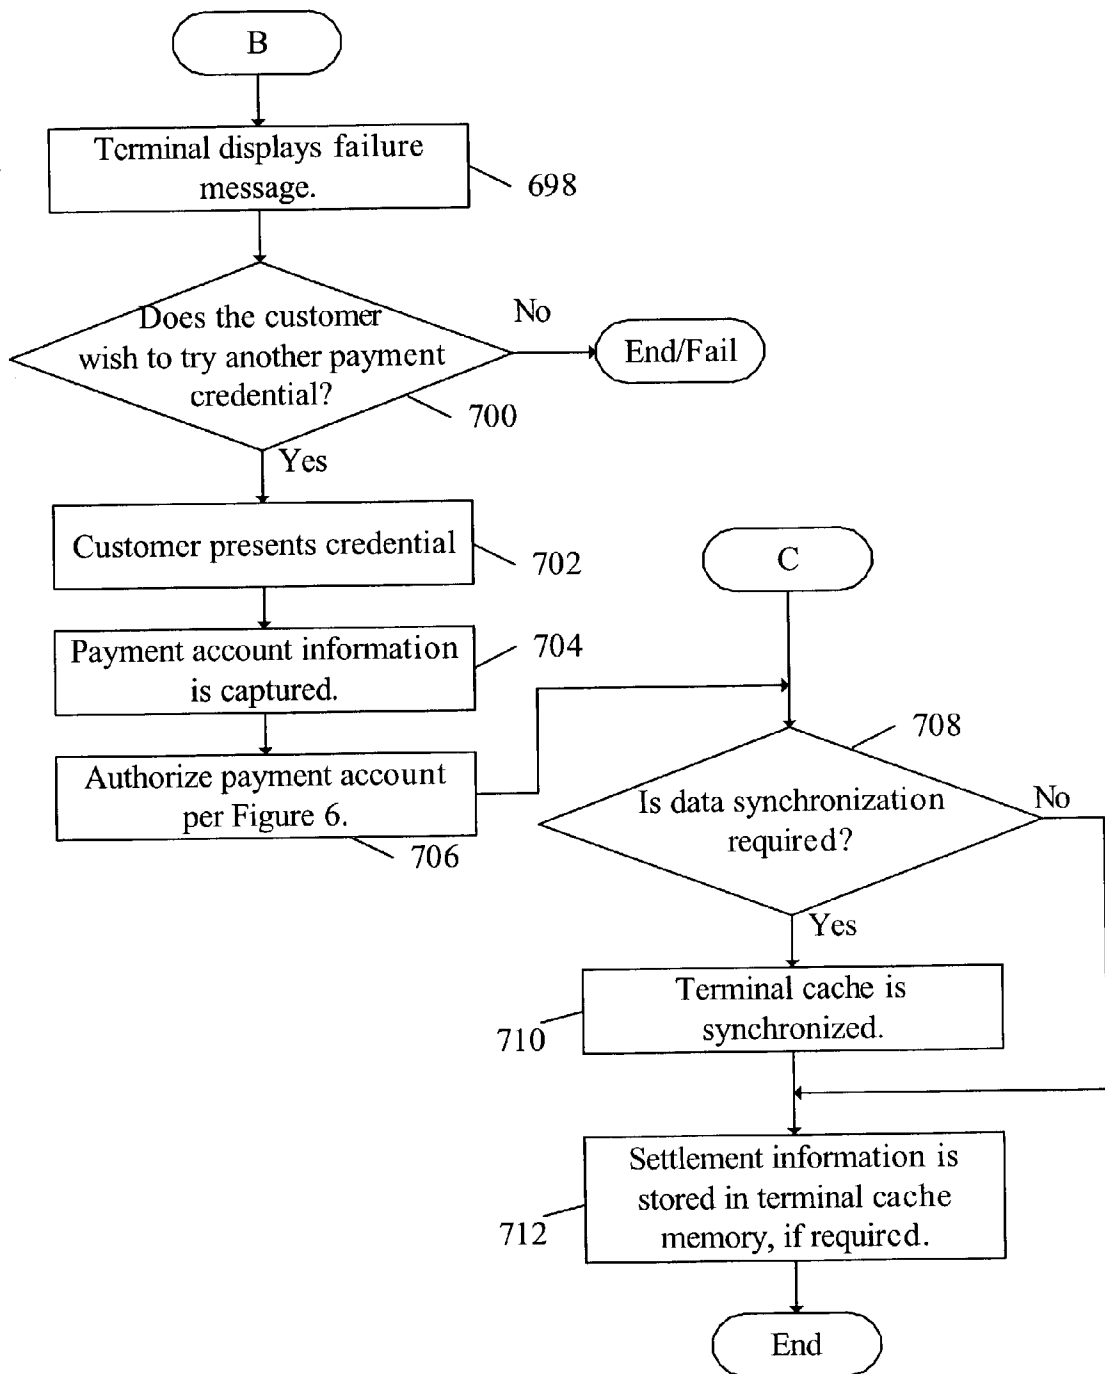 B
Terminal displays failure
message.
698
Does the customer
wish to try another payment
credential?
700
No
End/Fail
Yes
Customer presents credential
702
Payment account information
is captured.
704
Authorize payment account
per Figure 6.
706
C
Is data synchronization
required?
708
No
Yes
Terminal cache is
synchronized.
710
Settlement information is
stored in terminal cache
memory, if required.
712
End